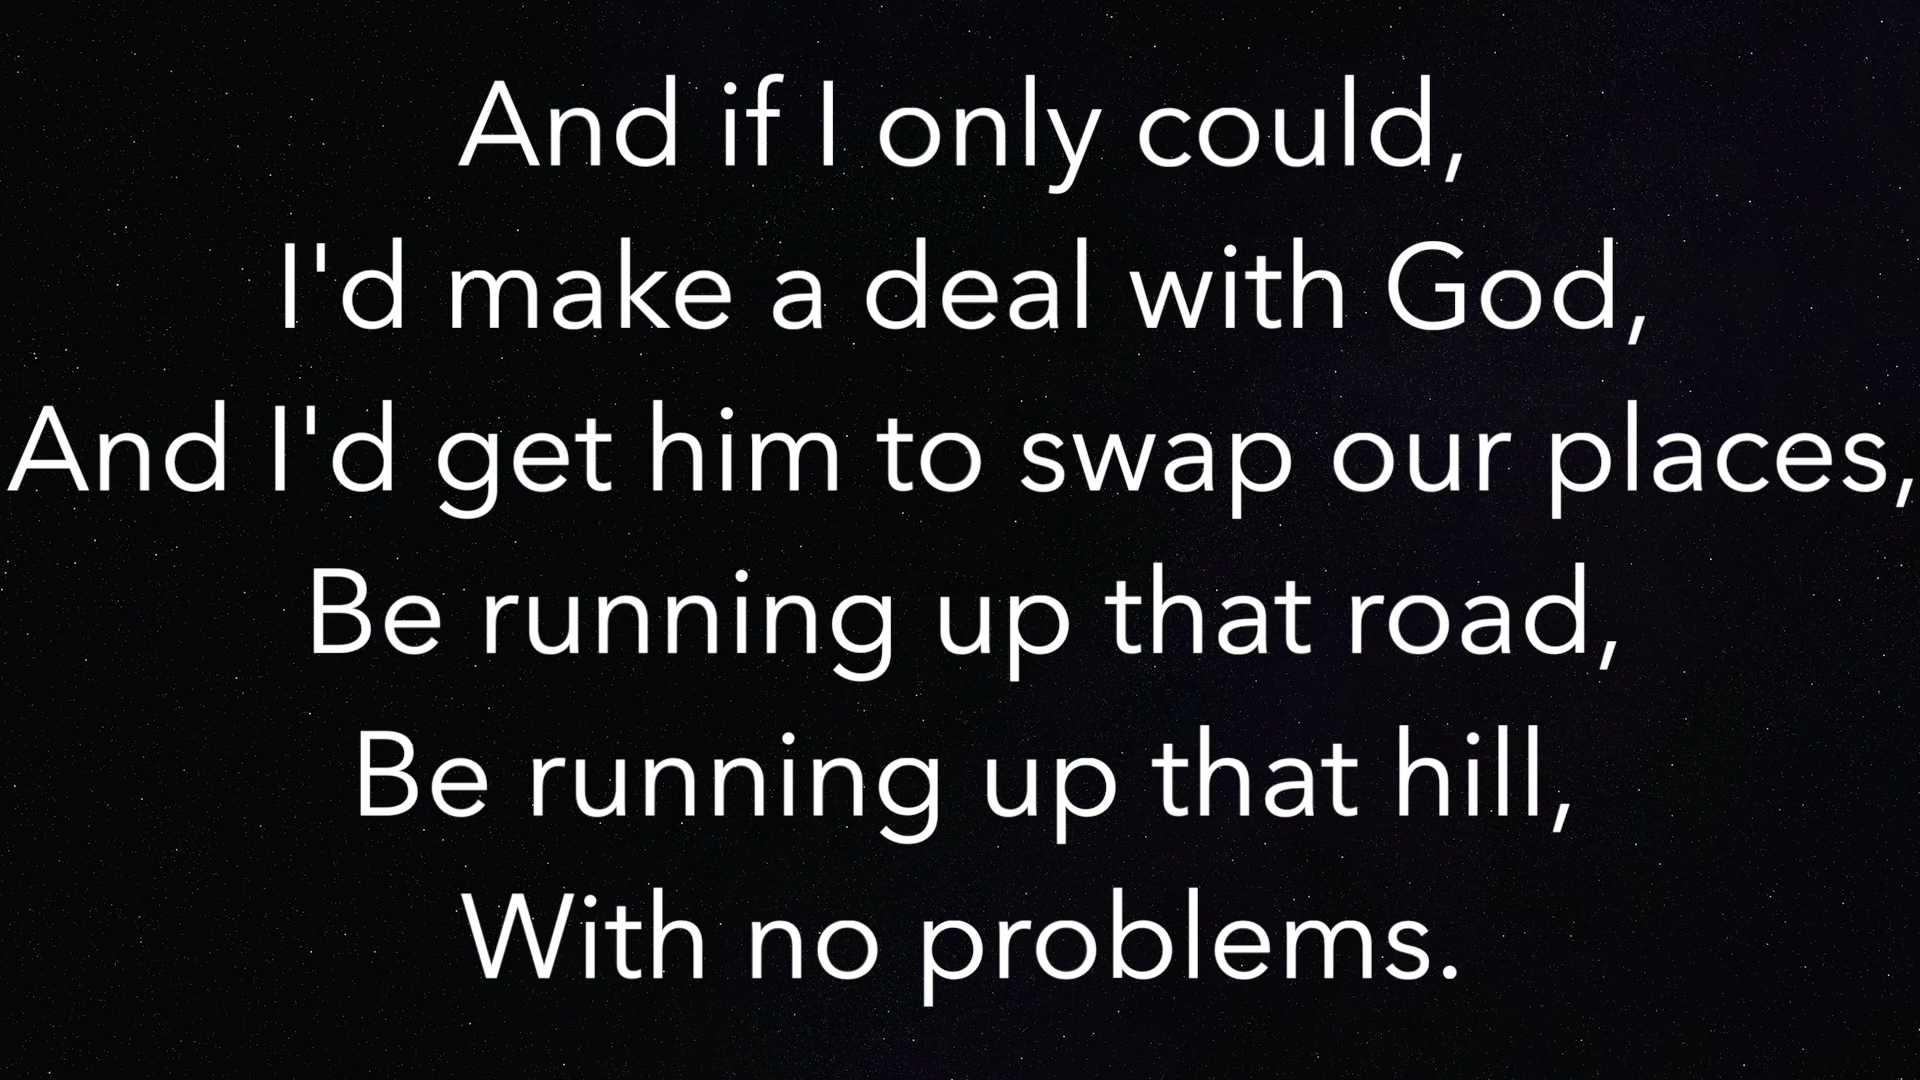 And if I only could,
I'd make a deal with God,
And I'd get him to swap our places,
Be running up that road,
Be running up that hill,
With no problems.